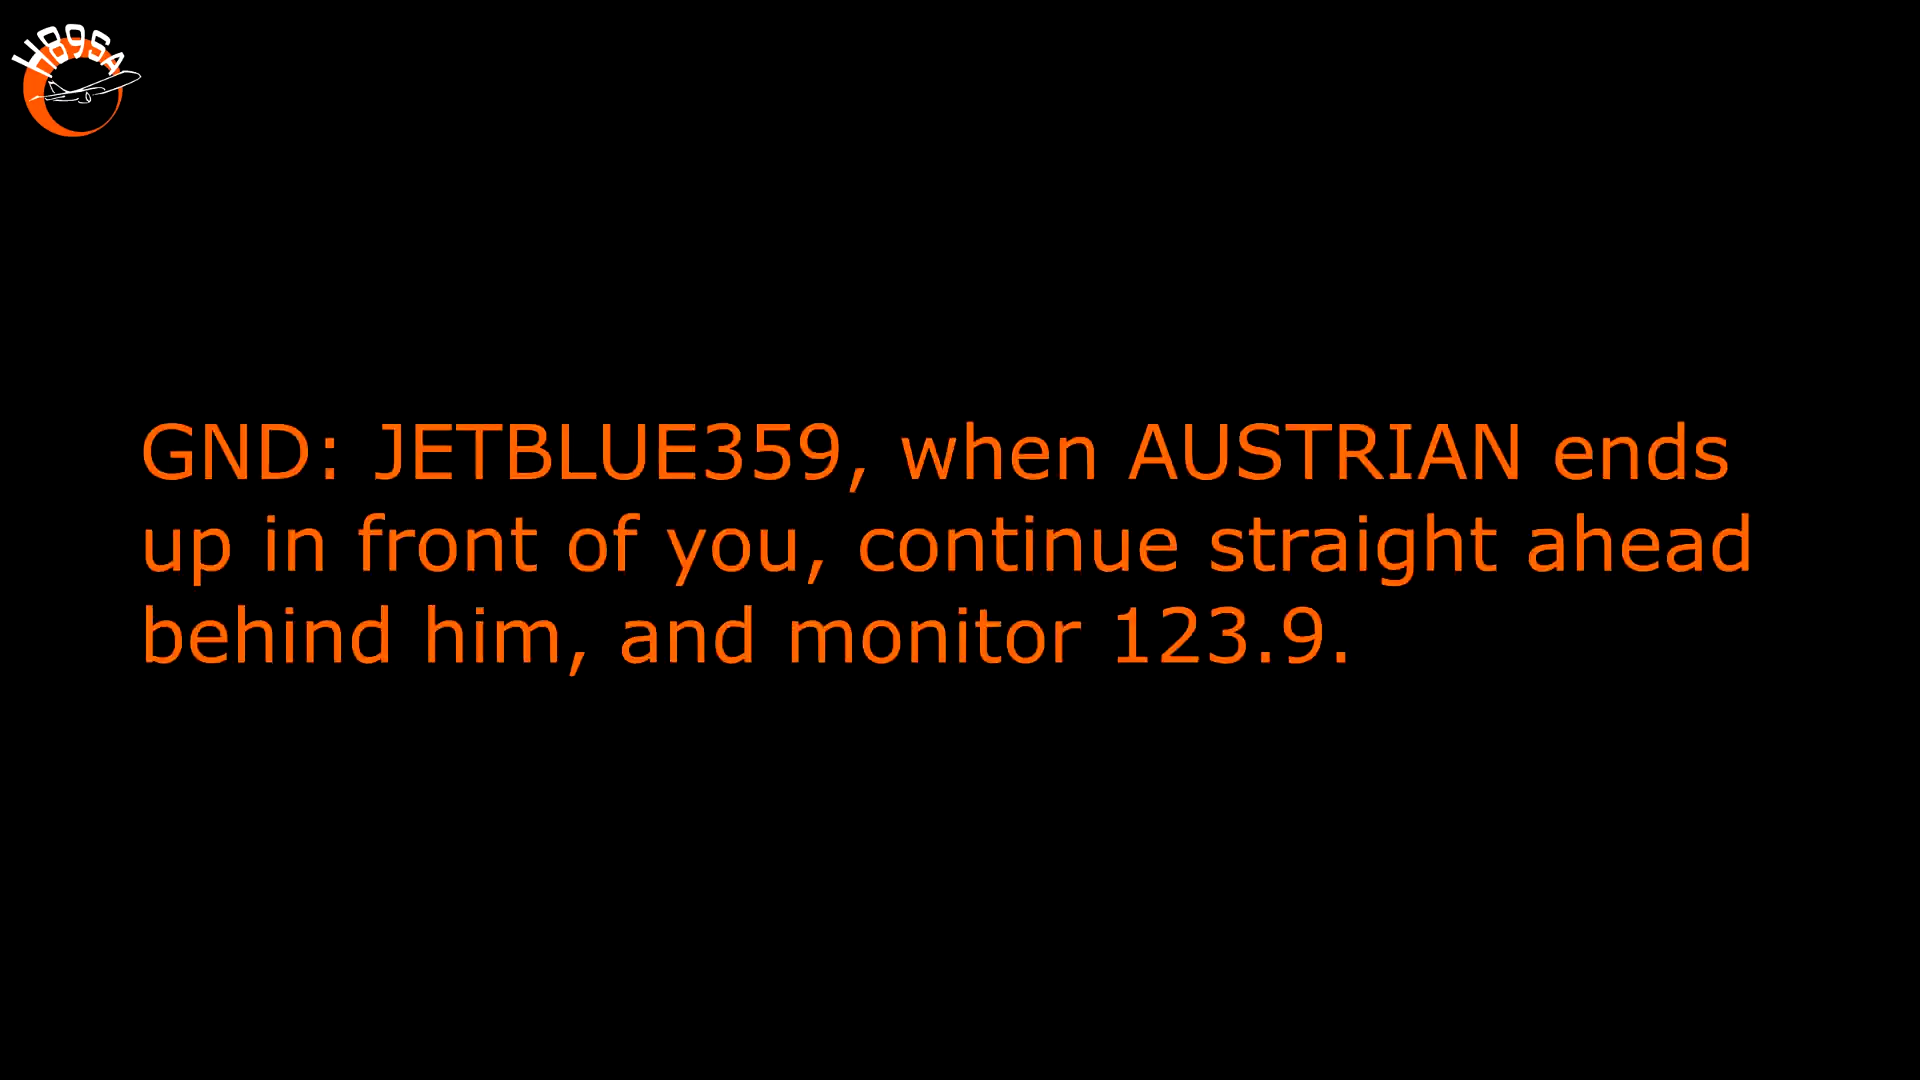 H89SA
GND: JETBLUE359, when AUSTRIAN ends
up in front of you, continue straight ahead
behind him, and monitor 123.9.